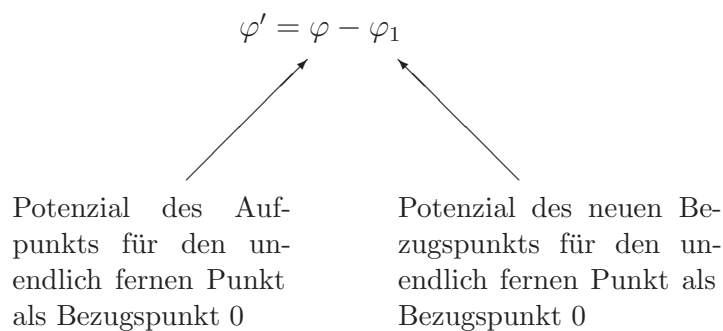 φ′ = φ − φ₁
Potenzial des Auf-
punkts für den un-
endlich fernen Punkt
als Bezugspunkt 0
Potenzial des neuen Be-
zugspunkts für den un-
endlich fernen Punkt als
Bezugspunkt 0